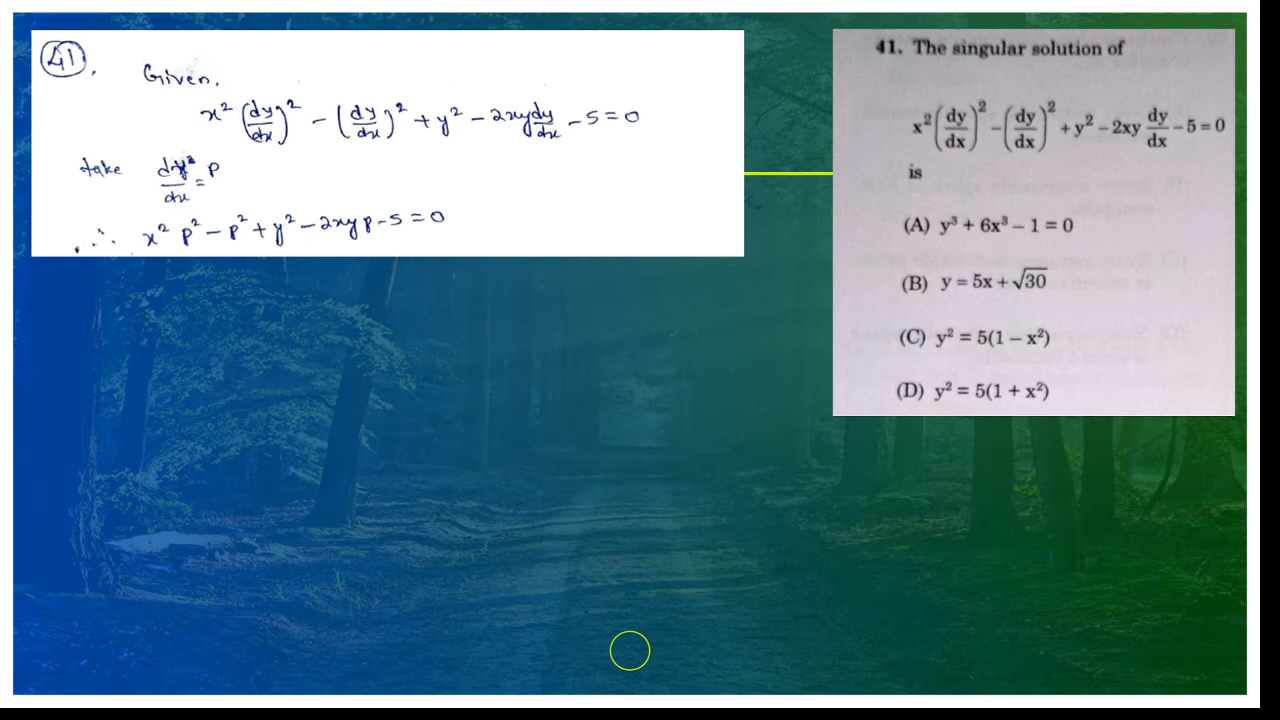 41. Given,
x² (dy/dx)² - (dy/dx)² + y² - 2xy dy/dx - 5 = 0
take dy/dx = p
∴ x² p² - p² + y² - 2xyp - 5 = 0
41. The singular solution of
x² (dy/dx)² - (dy/dx)² + y² - 2xy dy/dx - 5 = 0
is
(A) y³ + 6x³ - 1 = 0
(B) y = 5x + √30
(C) y² = 5(1 - x²)
(D) y² = 5(1 + x²)